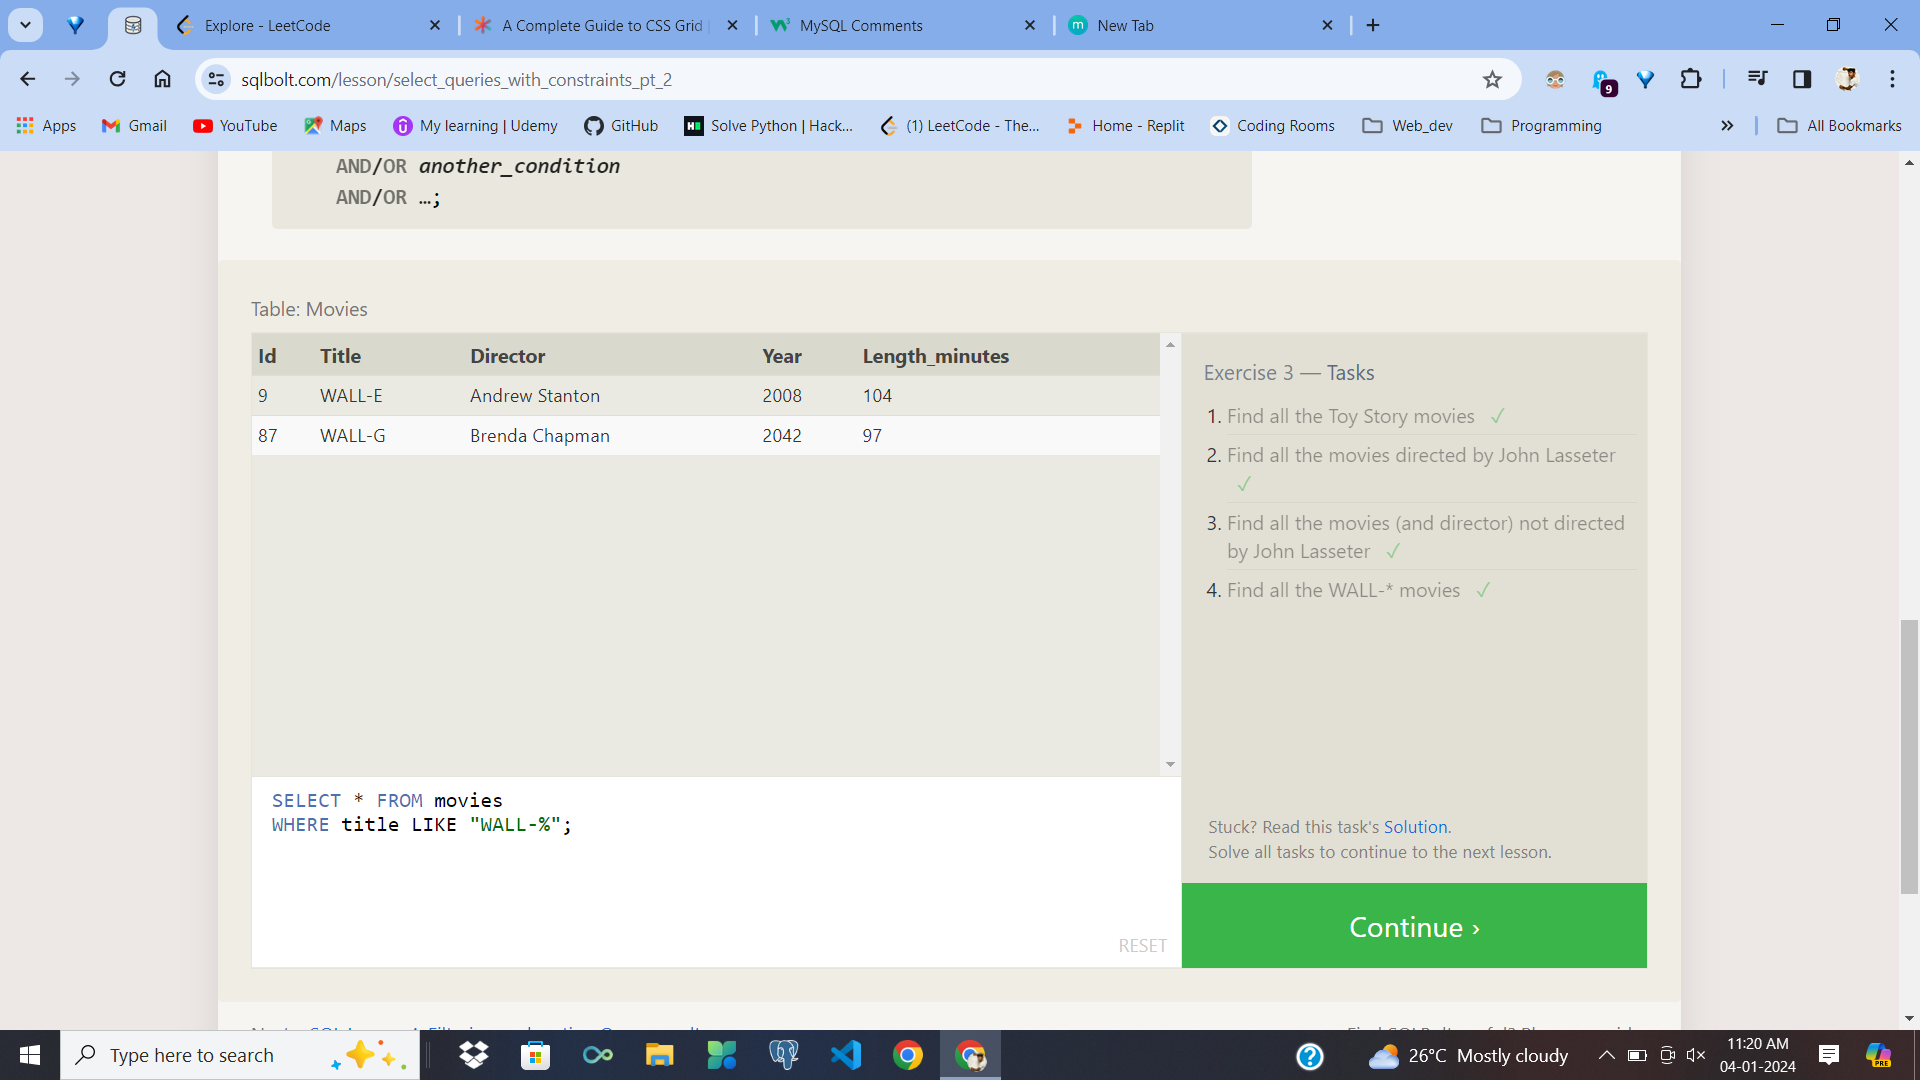 Explore - LeetCode
A Complete Guide to CSS Grid
MySQL Comments
New Tab
sqlbolt.com/lesson/select_queries_with_constraints_pt_2
9
Apps
Gmail
YouTube
Maps
My learning | Udemy
GitHub
Solve Python | Hack...
(1) LeetCode - The...
Home - Replit
Coding Rooms
Web_dev
Programming
All Bookmarks
AND/OR another_condition
AND/OR …;
Table: Movies
Id Title Director Year Length_minutes
9 WALL-E Andrew Stanton 2008 104
87 WALL-G Brenda Chapman 2042 97
SELECT * FROM movies
WHERE title LIKE "WALL-%";
RESET
Exercise 3 — Tasks
1. Find all the Toy Story movies ✓
2. Find all the movies directed by John Lasseter
✓
3. Find all the movies (and director) not directed
by John Lasseter ✓
4. Find all the WALL-* movies ✓
Stuck? Read this task's Solution.
Solve all tasks to continue to the next lesson.
Continue ›
Type here to search
26°C Mostly cloudy
11:20 AM
04-01-2024
PRE